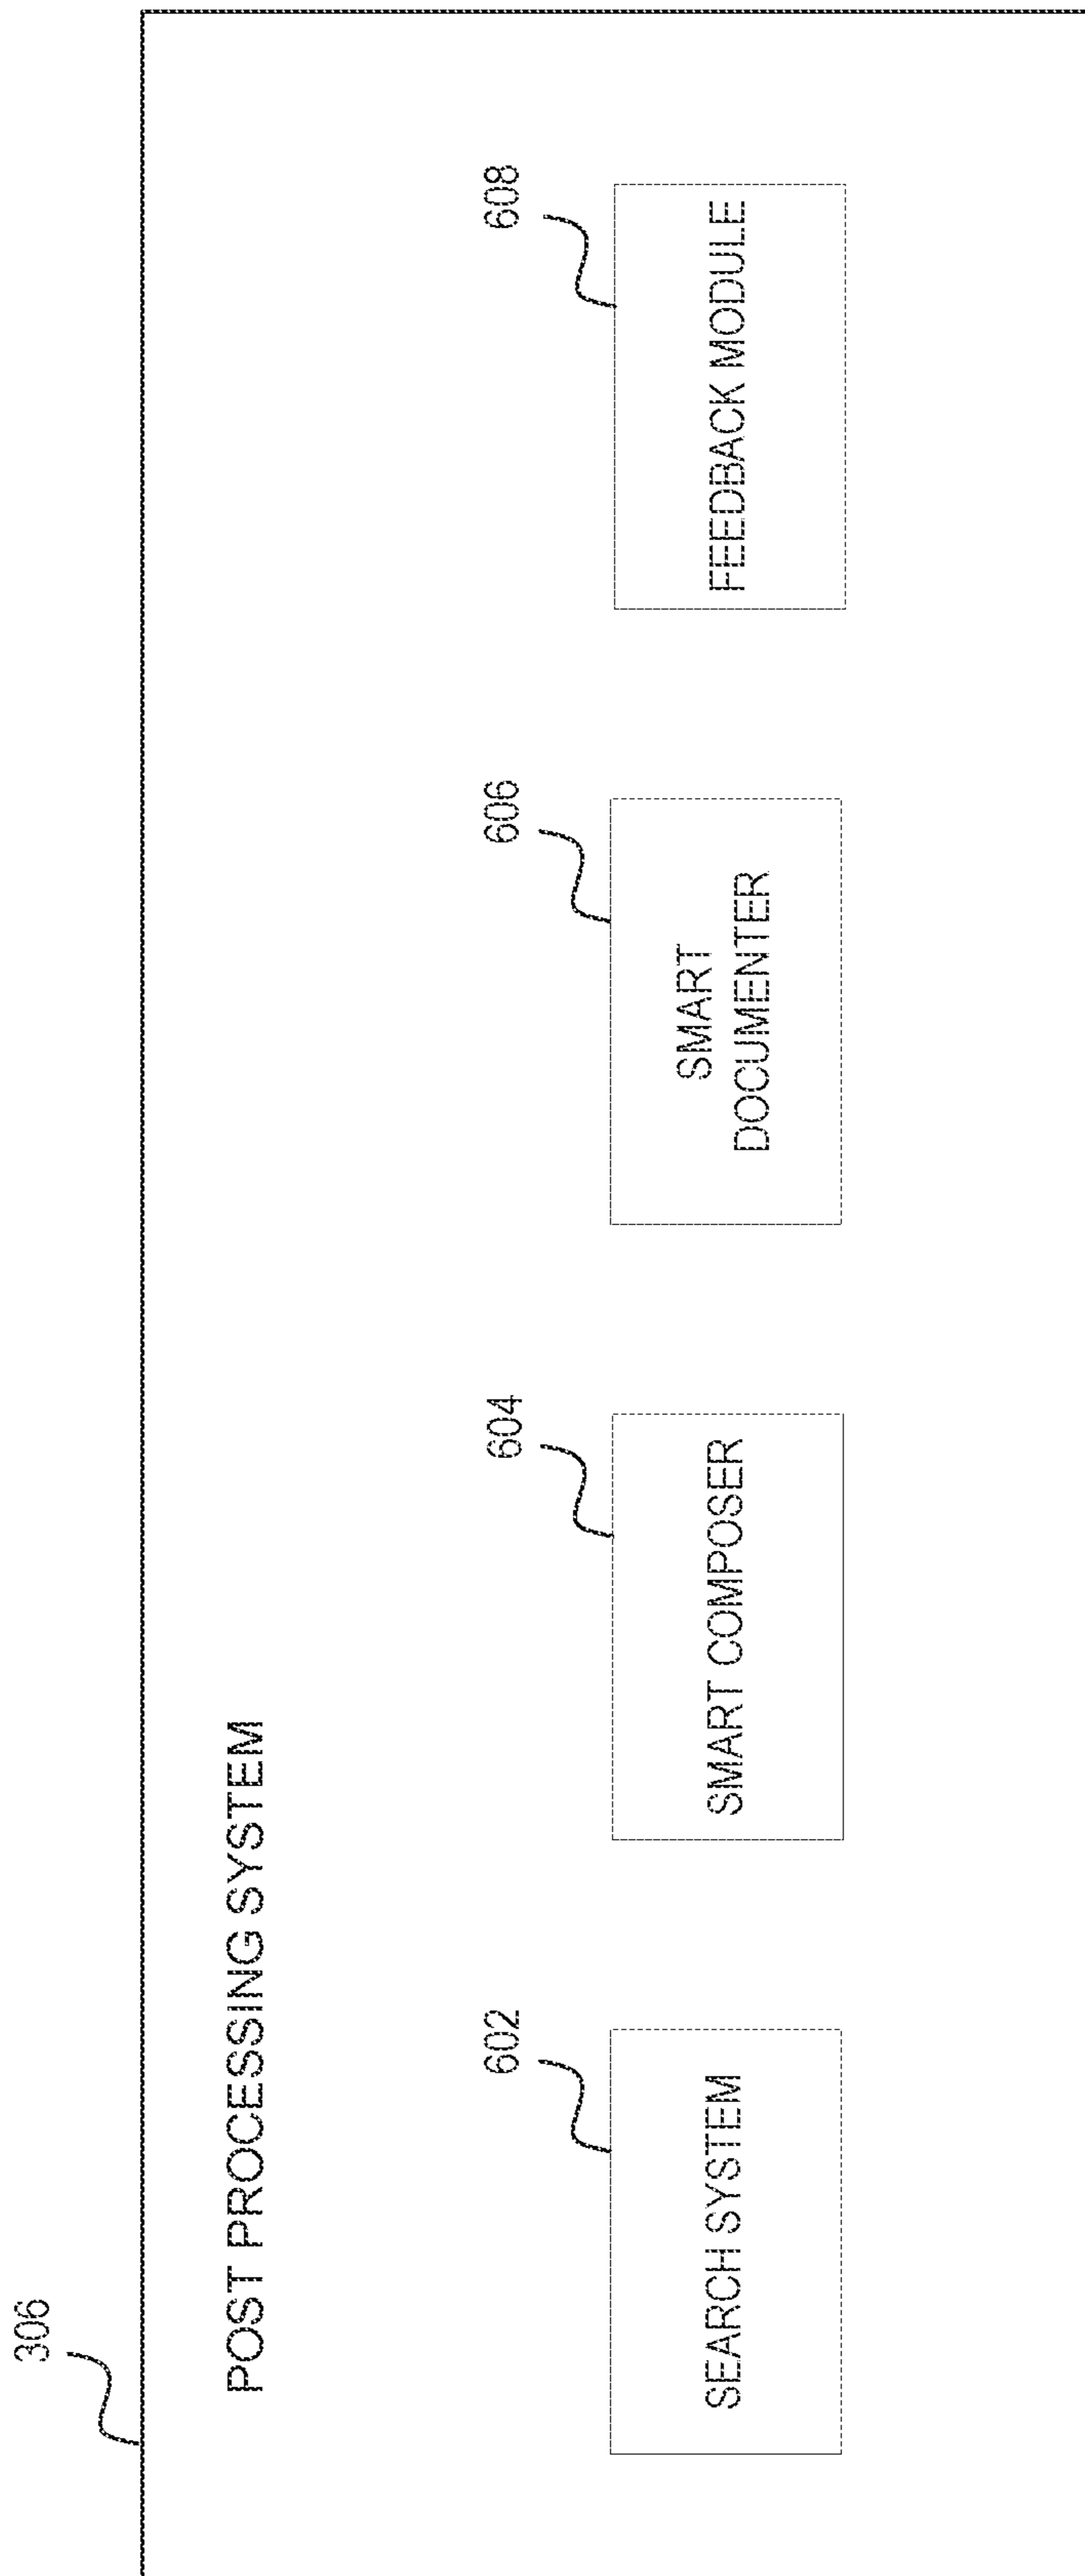 306
POST PROCESSING SYSTEM
602
SEARCH SYSTEM
604
SMART COMPOSER
606
SMART
DOCUMENTER
608
FEEDBACK MODULE